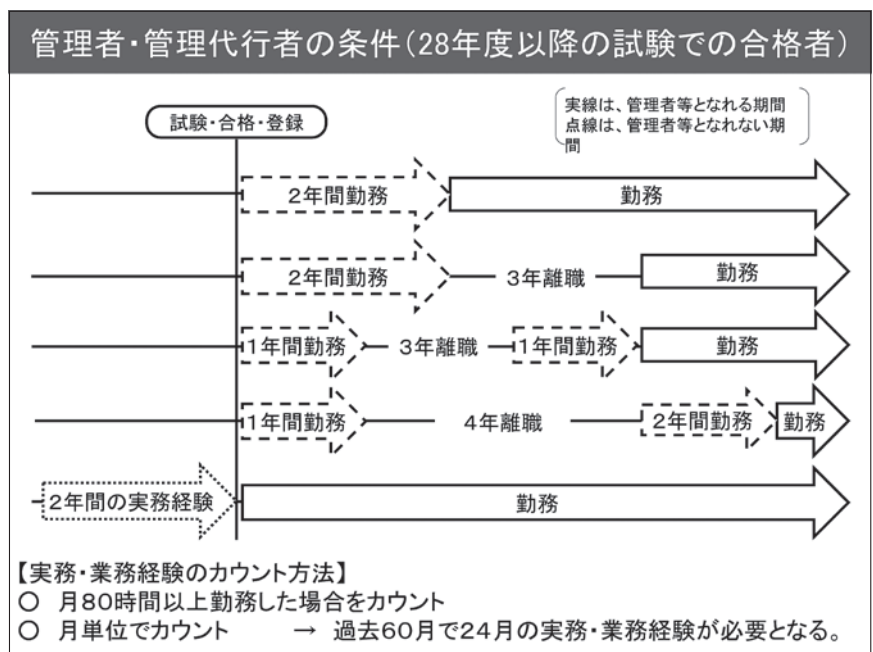 管理者・管理代行者の条件（28年度以降の試験での合格者）
試験・合格・登録
実線は、管理者等となれる期間
点線は、管理者等となれない期
間
2年間勤務 勤務
2年間勤務 3年離職 勤務
1年間勤務 3年離職 1年間勤務 勤務
1年間勤務 4年離職 2年間勤務 勤務
2年間の実務経験 勤務
【実務・業務経験のカウント方法】
○ 月80時間以上勤務した場合をカウント
○ 月単位でカウント → 過去60月で24月の実務・業務経験が必要となる。